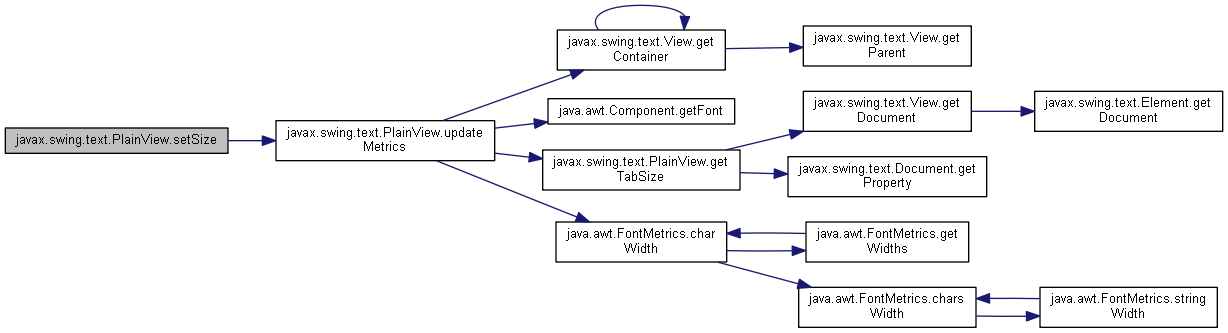 javax.swing.text.PlainView.setSize
javax.swing.text.PlainView.update
Metrics
javax.swing.text.View.get
Container
javax.swing.text.View.get
Parent
java.awt.Component.getFont
javax.swing.text.PlainView.get
TabSize
javax.swing.text.View.get
Document
javax.swing.text.Element.get
Document
javax.swing.text.Document.get
Property
java.awt.FontMetrics.char
Width
java.awt.FontMetrics.get
Widths
java.awt.FontMetrics.chars
Width
java.awt.FontMetrics.string
Width